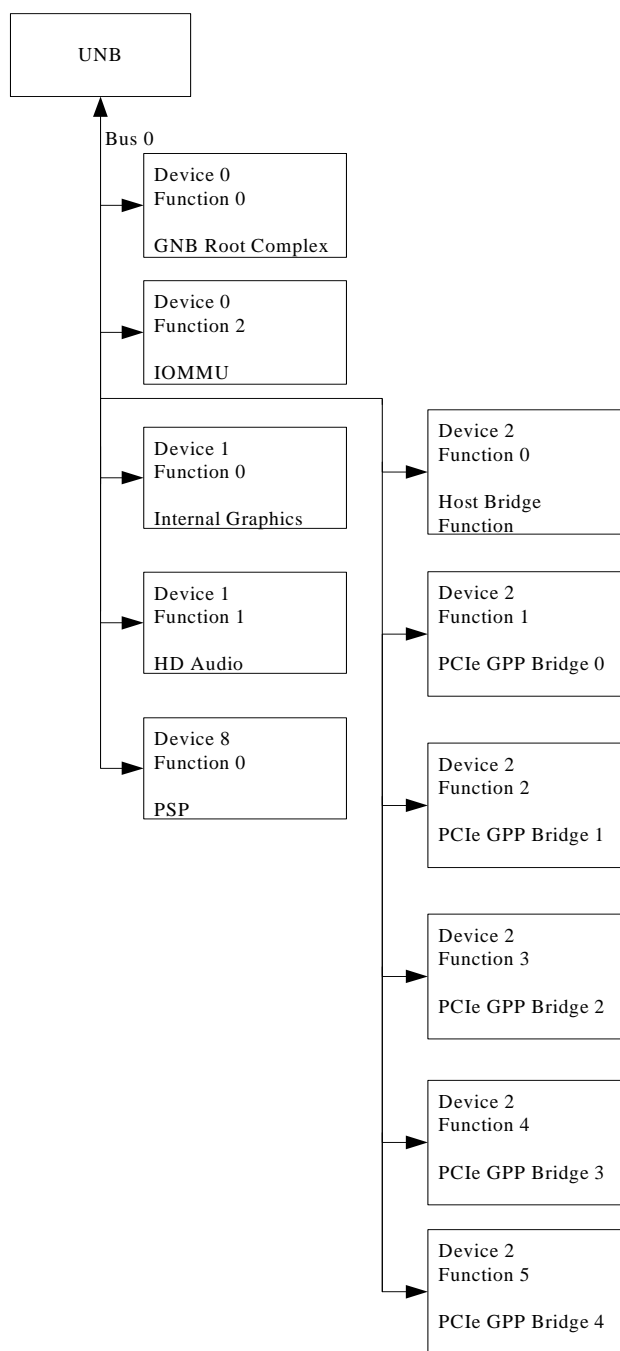 UNB
Bus 0
Device 0
Function 0
GNB Root Complex
Device 0
Function 2
IOMMU
Device 1
Function 0
Internal Graphics
Device 1
Function 1
HD Audio
Device 8
Function 0
PSP
Device 2
Function 0
Host Bridge
Function
Device 2
Function 1
PCIe GPP Bridge 0
Device 2
Function 2
PCIe GPP Bridge 1
Device 2
Function 3
PCIe GPP Bridge 2
Device 2
Function 4
PCIe GPP Bridge 3
Device 2
Function 5
PCIe GPP Bridge 4